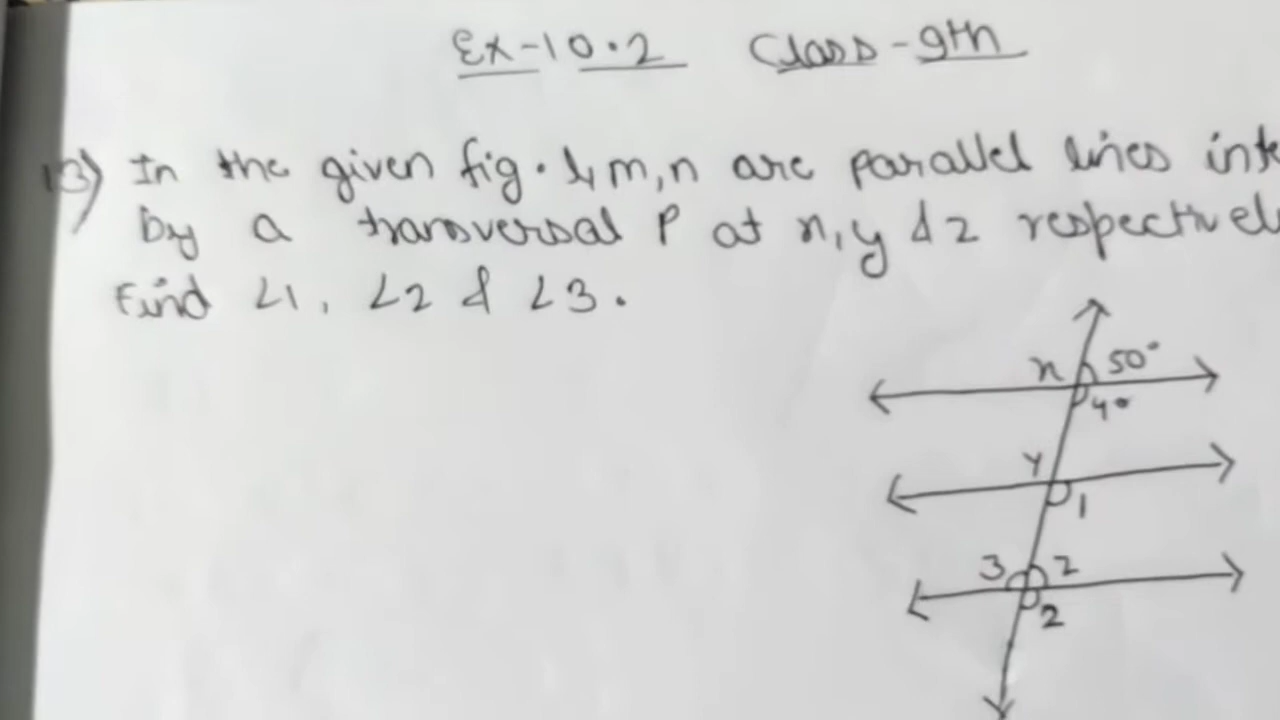 Ex-10.2 Class-9th
13) In the given fig. l, m, n are parallel lines inte
by a transversal P at x, y & z respectivel
Find ∠1, ∠2 & ∠3.
x 50°
4°
y
1
3 2
2